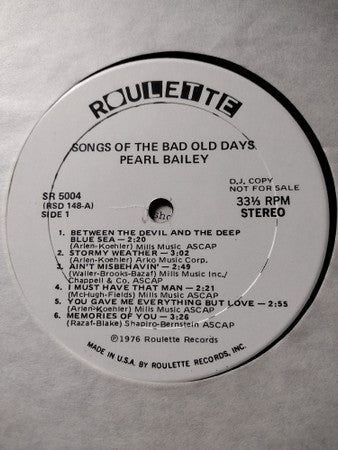 ROULETTE
SONGS OF THE BAD OLD DAYS
PEARL BAILEY
SR 5004
(RSD 148-A)
SIDE 1
D.J. COPY
NOT FOR SALE
33⅓ RPM
STEREO
1. BETWEEN THE DEVIL AND THE DEEP
BLUE SEA — 2:20
(Arlen-Koehler) Mills Music ASCAP
2. STORMY WEATHER — 3:02
(Arlen-Koehler) Arko Music Corp.
3. AIN'T MISBEHAVIN' — 2:49
(Waller-Brooks-Bazaf) Mills Music Inc./
Chappell & Co. ASCAP
4. I MUST HAVE THAT MAN — 2:21
(McHugh-Fields) Mills Music ASCAP
5. YOU GAVE ME EVERYTHING BUT LOVE — 2:55
(Arlen-Koehler) Mills Music ASCAP
6. MEMORIES OF YOU — 3:26
(Razaf-Blake) Shapiro-Bernstein ASCAP
Ⓟ1976 Roulette Records
MADE IN U.S.A. BY ROULETTE RECORDS, INC.